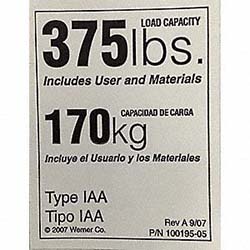 LOAD CAPACITY
375lbs.
Includes User and Materials
CAPACIDAD DE CARGA
170kg
Incluye el Usuario y los Materiales
Type IAA
Tipo IAA
Rev A 9/07
© 2007 Werner Co.
P/N 100195-05